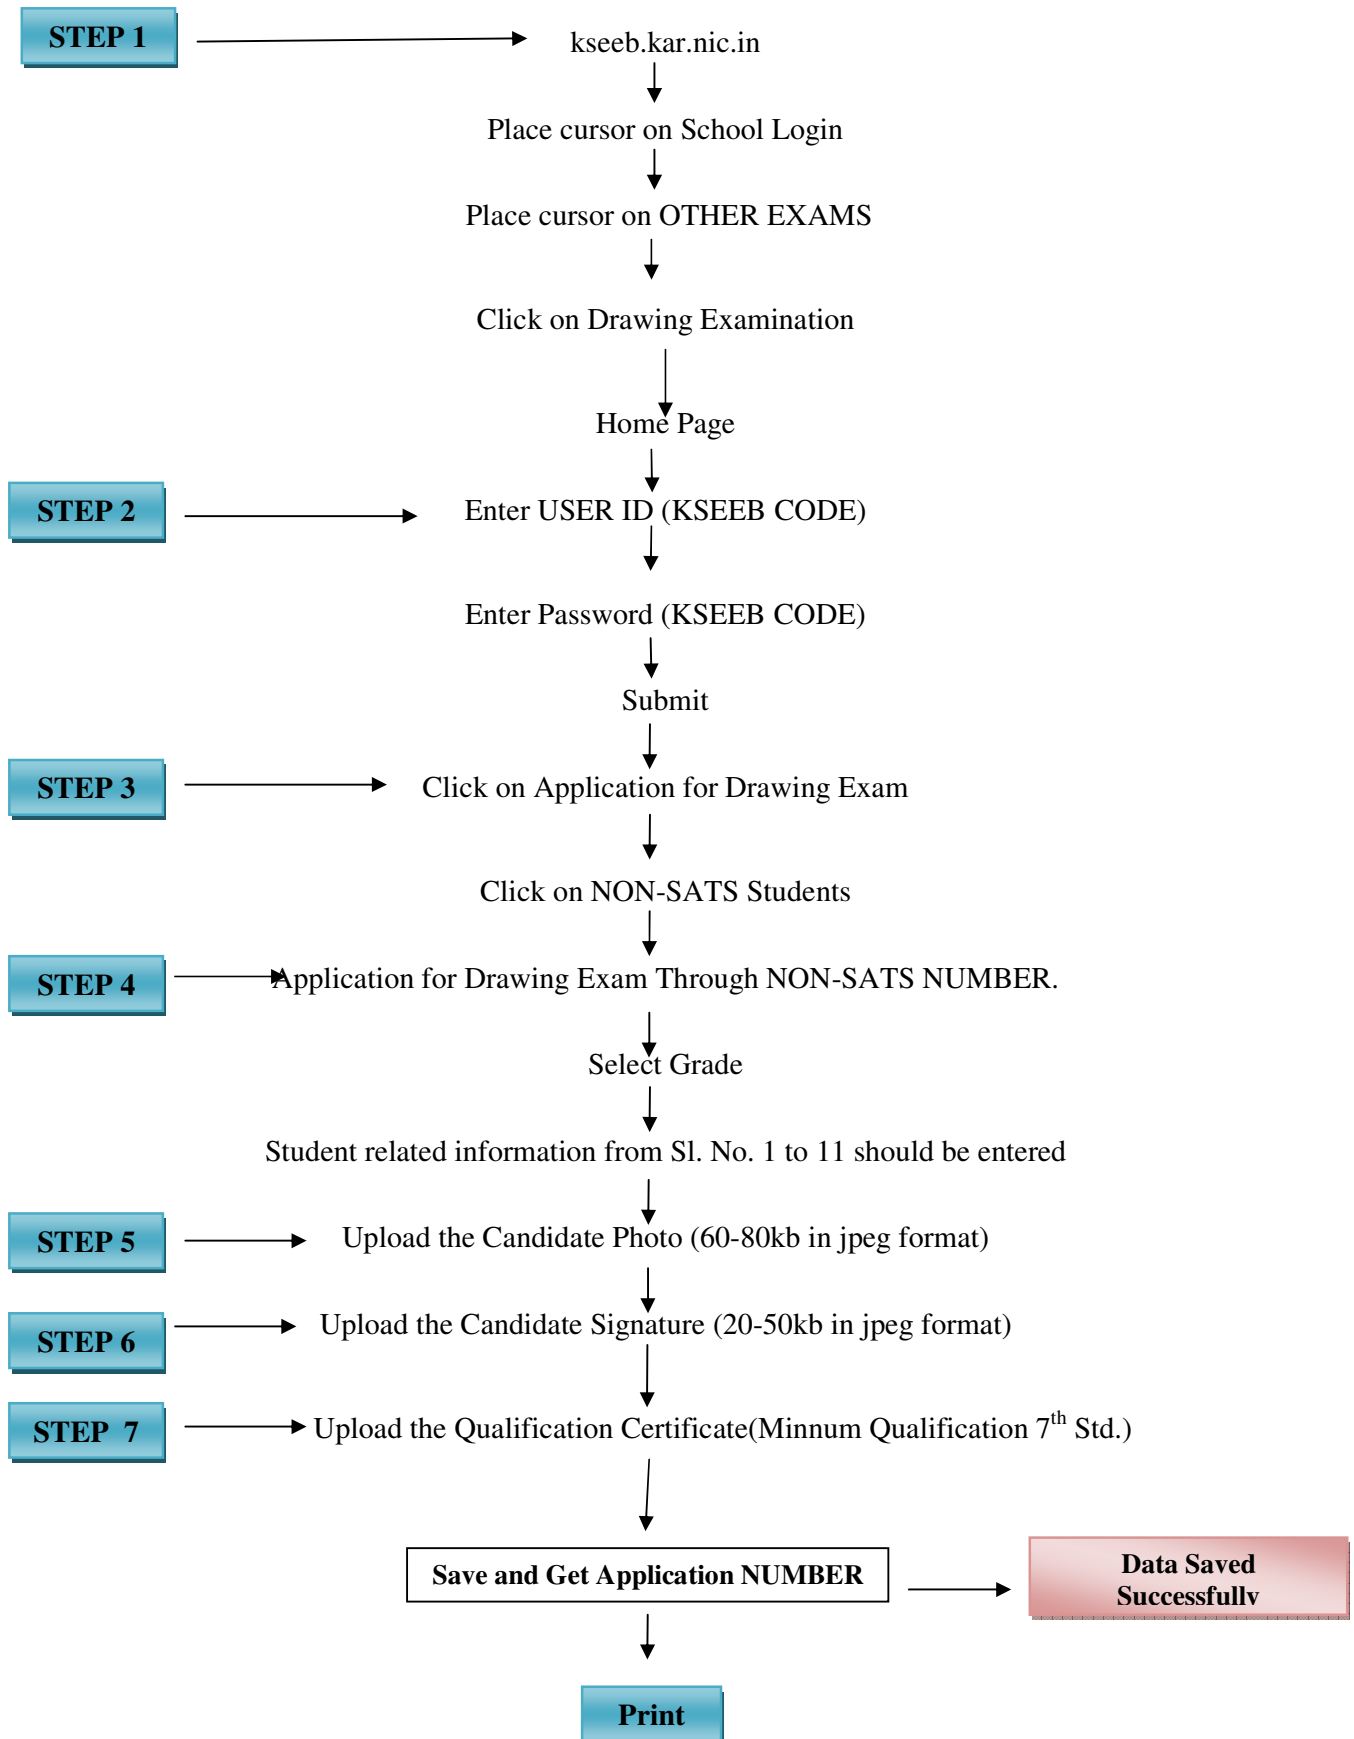 STEP 1
kseeb.kar.nic.in
Place cursor on School Login
Place cursor on OTHER EXAMS
Click on Drawing Examination
Home Page
STEP 2
Enter USER ID (KSEEB CODE)
Enter Password (KSEEB CODE)
Submit
STEP 3
Click on Application for Drawing Exam
Click on NON-SATS Students
STEP 4
Application for Drawing Exam Through NON-SATS NUMBER.
Select Grade
Student related information from Sl. No. 1 to 11 should be entered
STEP 5
Upload the Candidate Photo (60-80kb in jpeg format)
STEP 6
Upload the Candidate Signature (20-50kb in jpeg format)
STEP 7
Upload the Qualification Certificate(Minnum Qualification 7th Std.)
Save and Get Application NUMBER
Data Saved
Successfully
Print